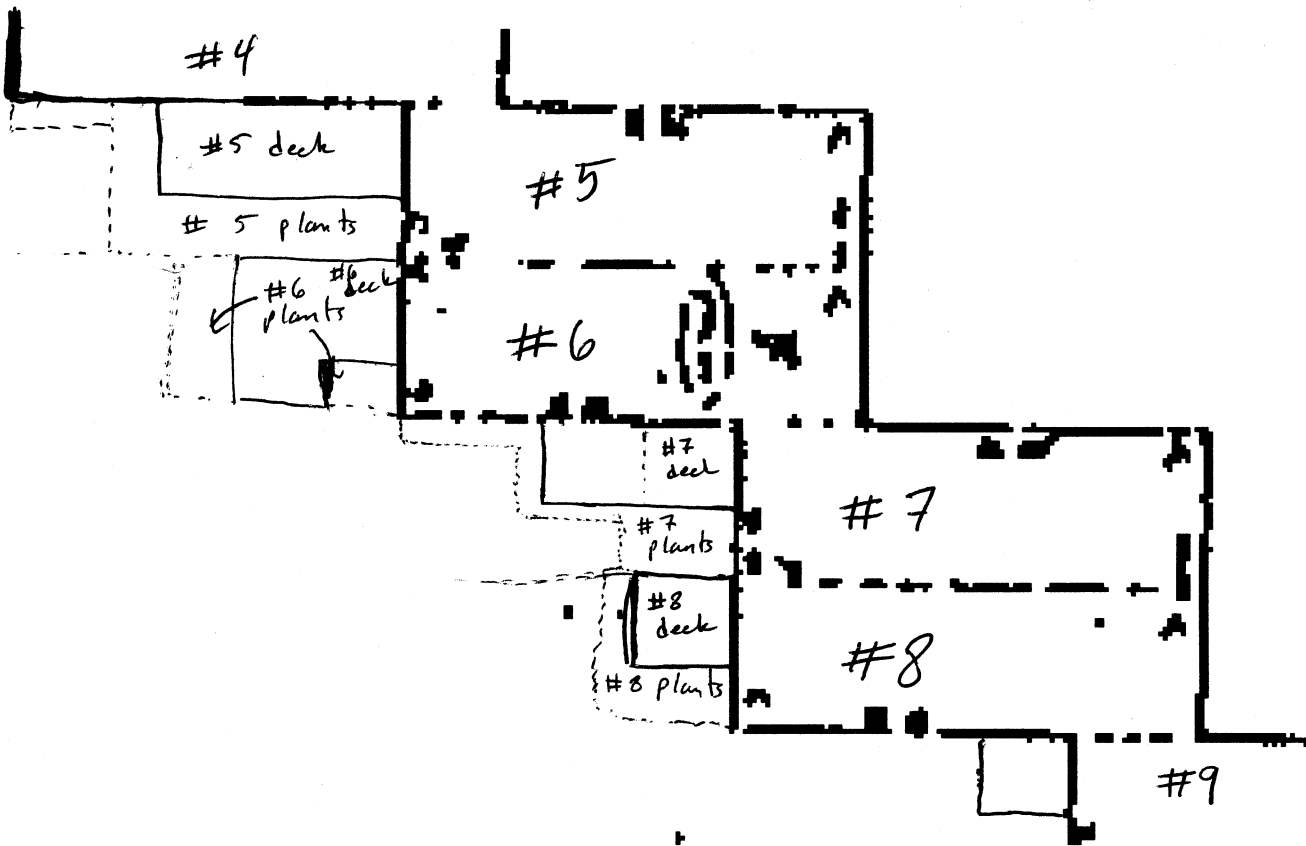 #4
#5 deck
#5
# 5 plants
#6 deck
#6 plants
#6
#7 deck
#7
#7 plants
#8 deck
#8
#8 plants
#9